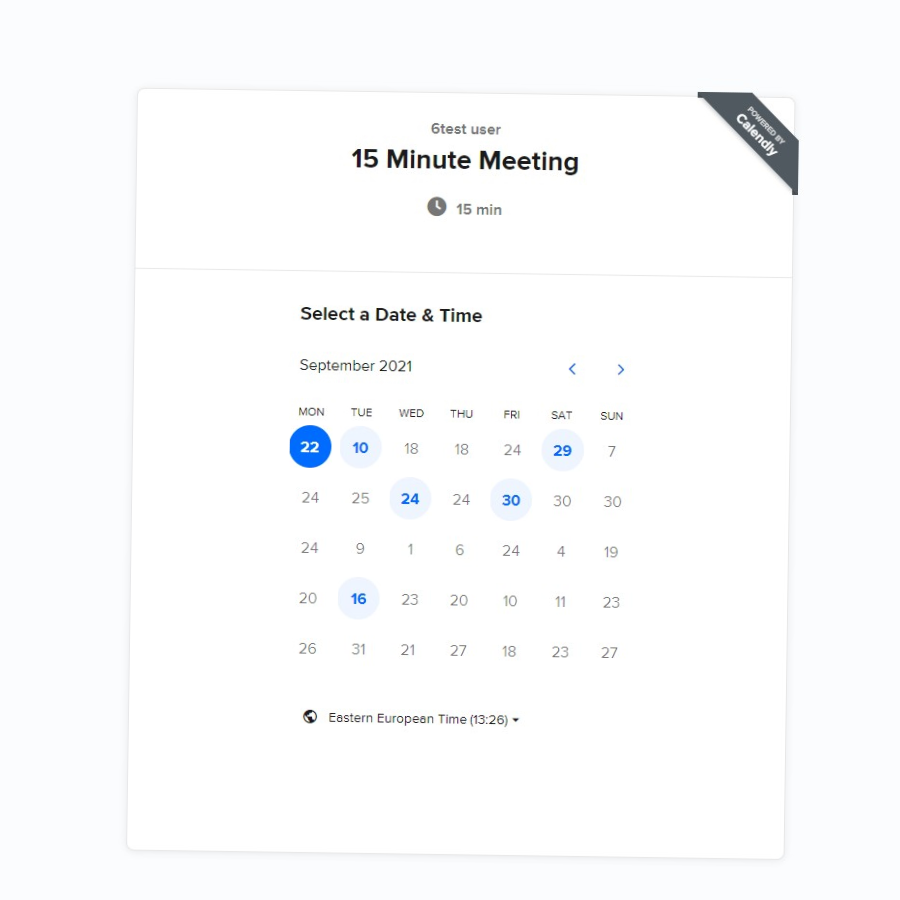 POWERED BY
Calendly
6test user
15 Minute Meeting
15 min
Select a Date & Time
September 2021
MON TUE WED THU FRI SAT SUN
22 10 18 18 24 29 7
24 25 24 24 30 30 30
24 9 1 6 24 4 19
20 16 23 20 10 11 23
26 31 21 27 18 23 27
Eastern European Time (13:26)